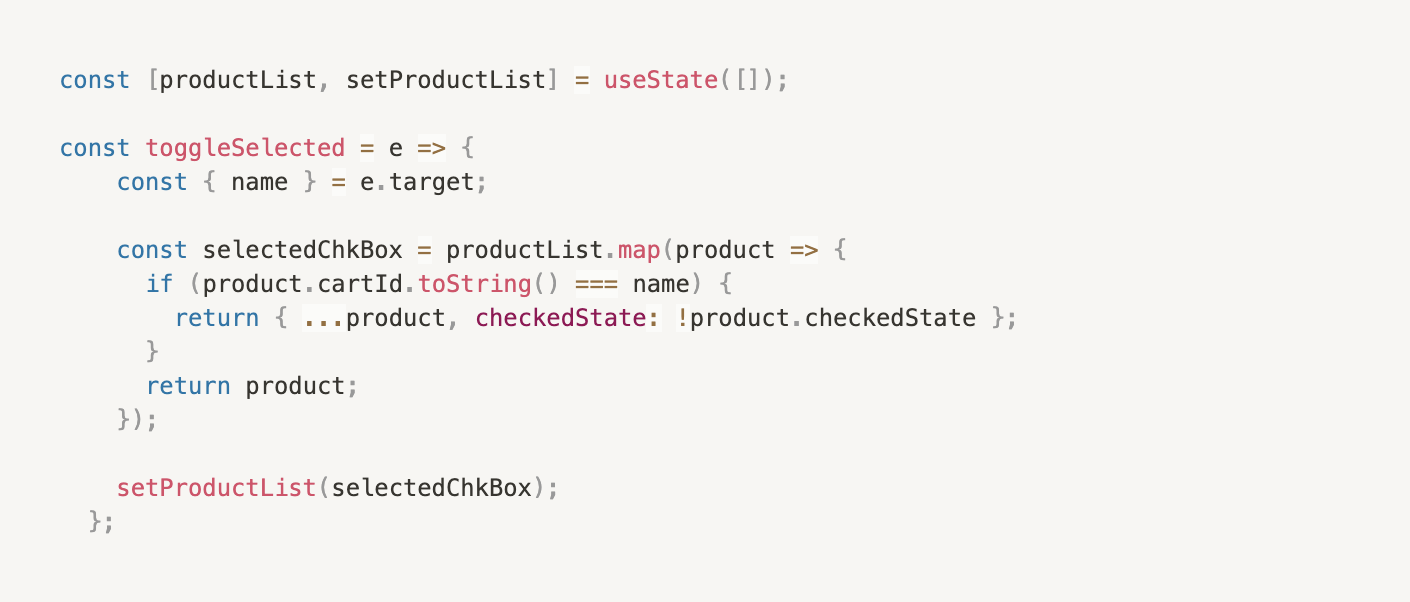 const [productList, setProductList] = useState([]);
const toggleSelected = e => {
    const { name } = e.target;
    const selectedChkBox = productList.map(product => {
      if (product.cartId.toString() === name) {
        return { ...product, checkedState: !product.checkedState };
      }
      return product;
    });
    setProductList(selectedChkBox);
  };